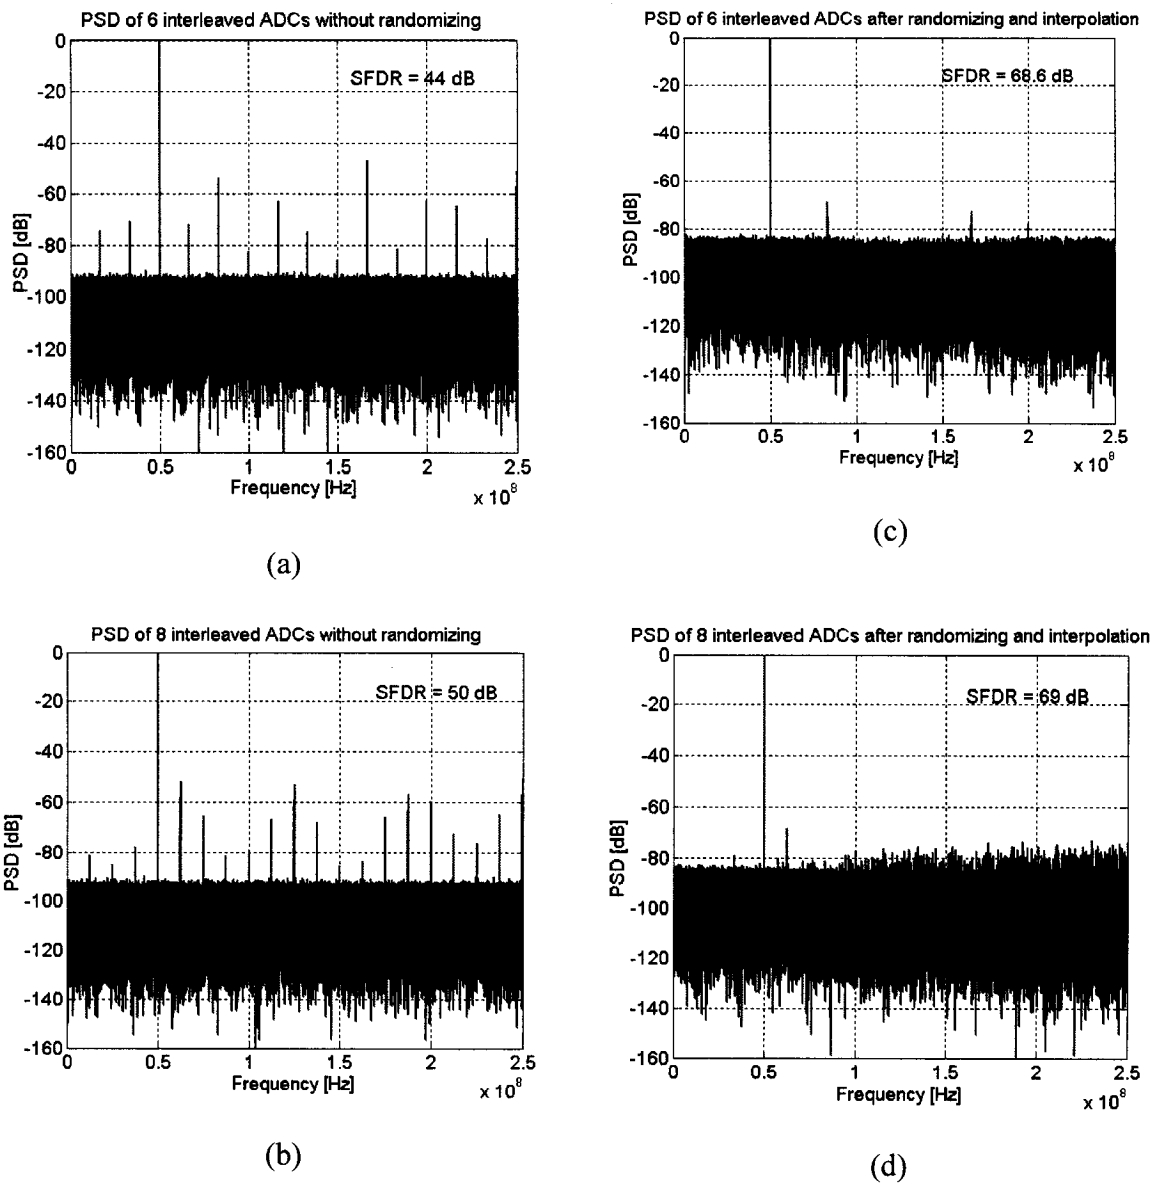 PSD of 6 interleaved ADCs without randomizing
SFDR = 44 dB
PSD [dB]
0
-20
-40
-60
-80
-100
-120
-140
-160
0 0.5 1 1.5 2 2.5
Frequency [Hz]
x 10⁸
(a)
PSD of 6 interleaved ADCs after randomizing and interpolation
SFDR = 68.6 dB
PSD [dB]
0
-20
-40
-60
-80
-100
-120
-140
-160
0 0.5 1 1.5 2 2.5
Frequency [Hz]
x 10⁸
(c)
PSD of 8 interleaved ADCs without randomizing
SFDR = 50 dB
PSD [dB]
0
-20
-40
-60
-80
-100
-120
-140
-160
0 0.5 1 1.5 2 2.5
Frequency [Hz]
x 10⁸
(b)
PSD of 8 interleaved ADCs after randomizing and interpolation
SFDR = 69 dB
PSD [dB]
0
-20
-40
-60
-80
-100
-120
-140
-160
0 0.5 1 1.5 2 2.5
Frequency [Hz]
x 10⁸
(d)